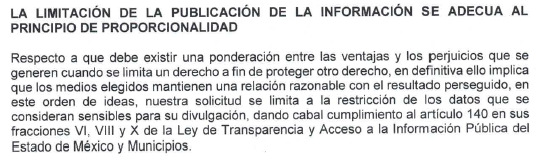 LA LIMITACIÓN DE LA PUBLICACIÓN DE LA INFORMACIÓN SE ADECUA AL
PRINCIPIO DE PROPORCIONALIDAD
Respecto a que debe existir una ponderación entre las ventajas y los perjuicios que se
generen cuando se limita un derecho a fin de proteger otro derecho, en definitiva ello implica
que los medios elegidos mantienen una relación razonable con el resultado perseguido, en
este orden de ideas, nuestra solicitud se limita a la restricción de los datos que se
consideran sensibles para su divulgación, dando cabal cumplimiento al artículo 140 en sus
fracciones VI, VIII y X de la Ley de Transparencia y Acceso a la Información Pública del
Estado de México y Municipios.